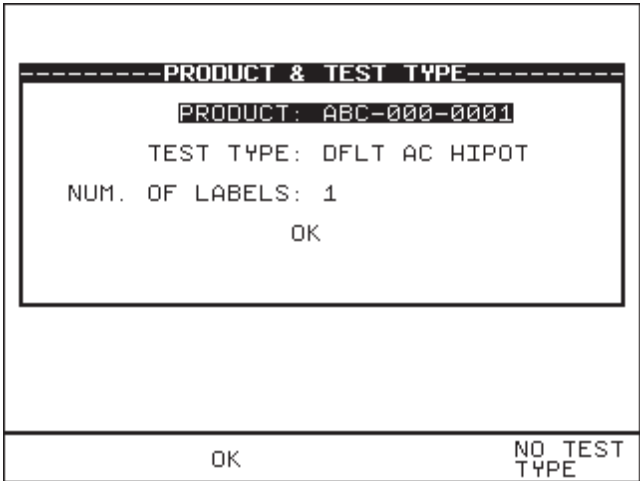 ---------PRODUCT & TEST TYPE----------
PRODUCT: ABC-000-0001
TEST TYPE: DFLT AC HIPOT
NUM. OF LABELS: 1
OK
OK
NO TEST
TYPE